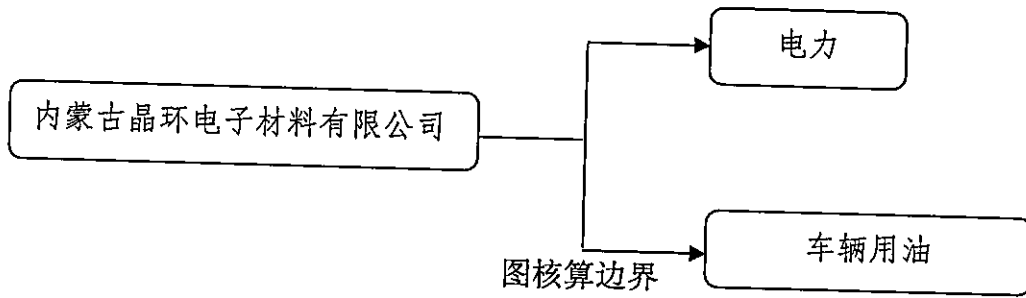 电力
内蒙古晶环电子材料有限公司
车辆用油
图核算边界